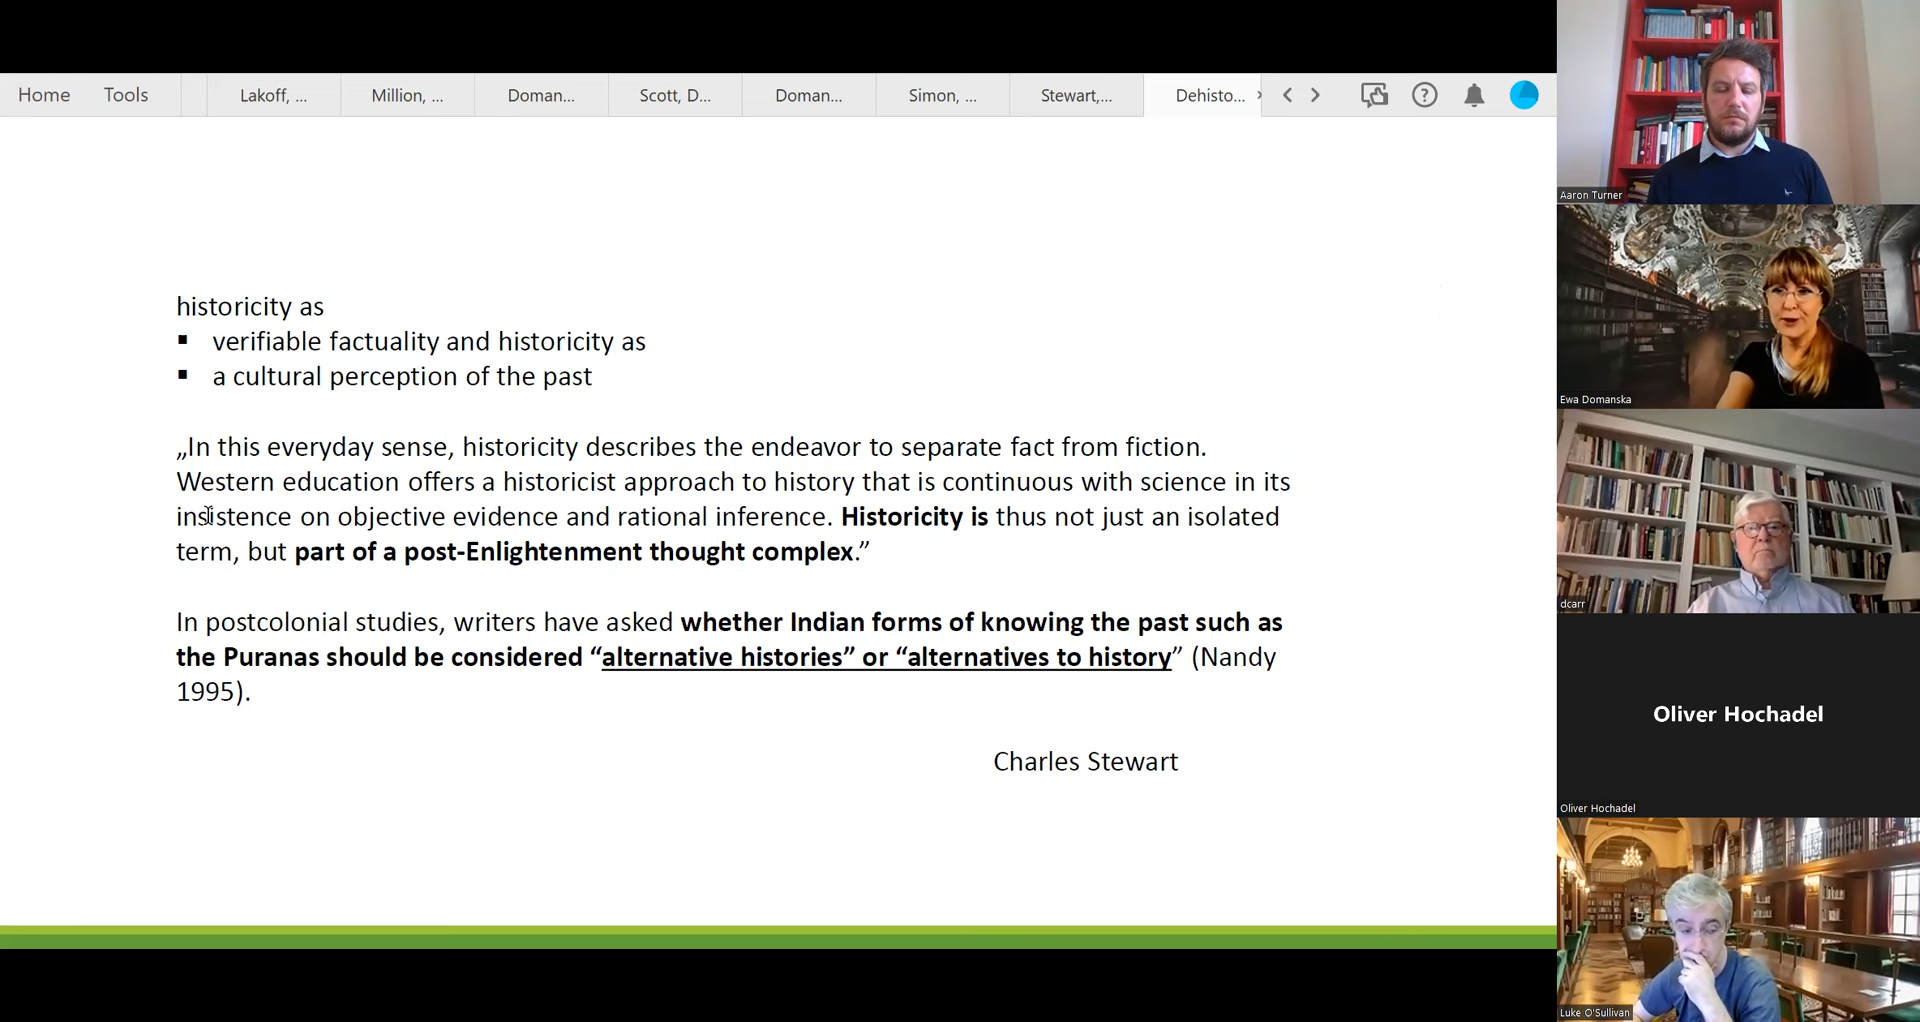 Home Tools Lakoff, ... Million, ... Doman... Scott, D... Doman... Simon, ... Stewart,... Dehisto...
historicity as
▪ verifiable factuality and historicity as
▪ a cultural perception of the past
„In this everyday sense, historicity describes the endeavor to separate fact from fiction.
Western education offers a historicist approach to history that is continuous with science in its
insistence on objective evidence and rational inference. Historicity is thus not just an isolated
term, but part of a post-Enlightenment thought complex.”
In postcolonial studies, writers have asked whether Indian forms of knowing the past such as
the Puranas should be considered “alternative histories” or “alternatives to history” (Nandy
1995).
Charles Stewart
Aaron Turner
Ewa Domanska
dcarr
Oliver Hochadel
Oliver Hochadel
Luke O'Sullivan